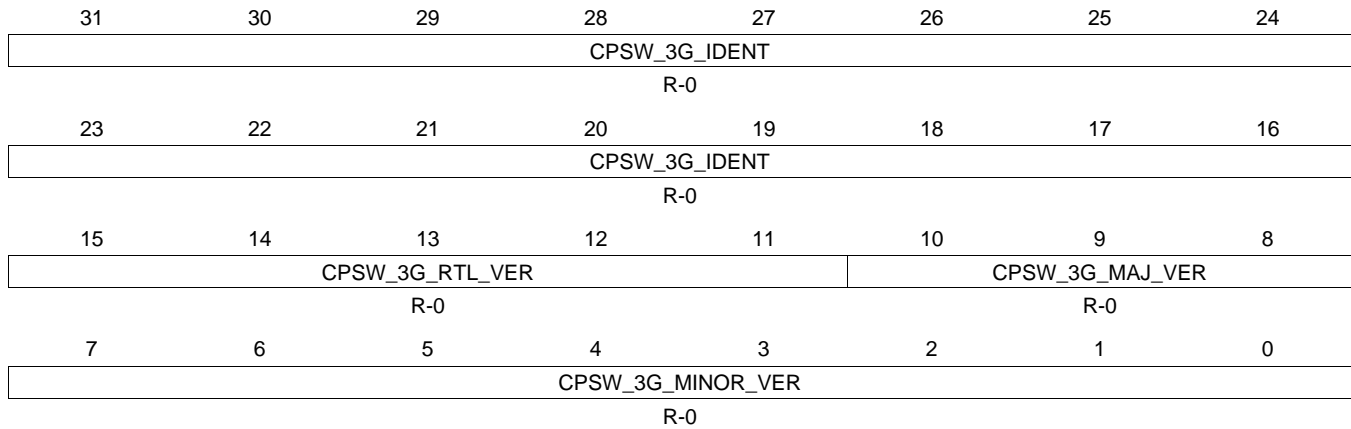 31 30 29 28 27 26 25 24
CPSW_3G_IDENT
R-0
23 22 21 20 19 18 17 16
CPSW_3G_IDENT
R-0
15 14 13 12 11 10 9 8
CPSW_3G_RTL_VER CPSW_3G_MAJ_VER
R-0 R-0
7 6 5 4 3 2 1 0
CPSW_3G_MINOR_VER
R-0